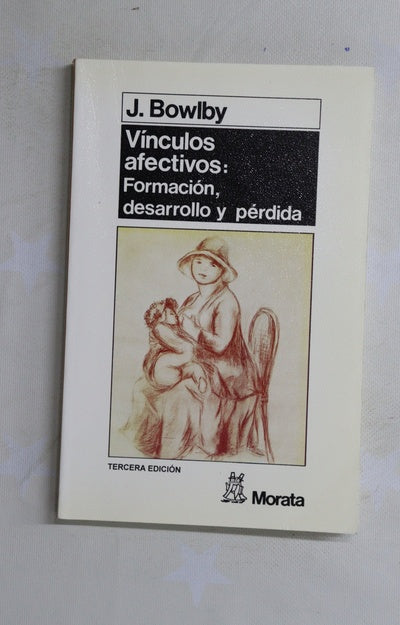 J. Bowlby
Vínculos
afectivos:
Formación,
desarrollo y pérdida
TERCERA EDICIÓN
Morata